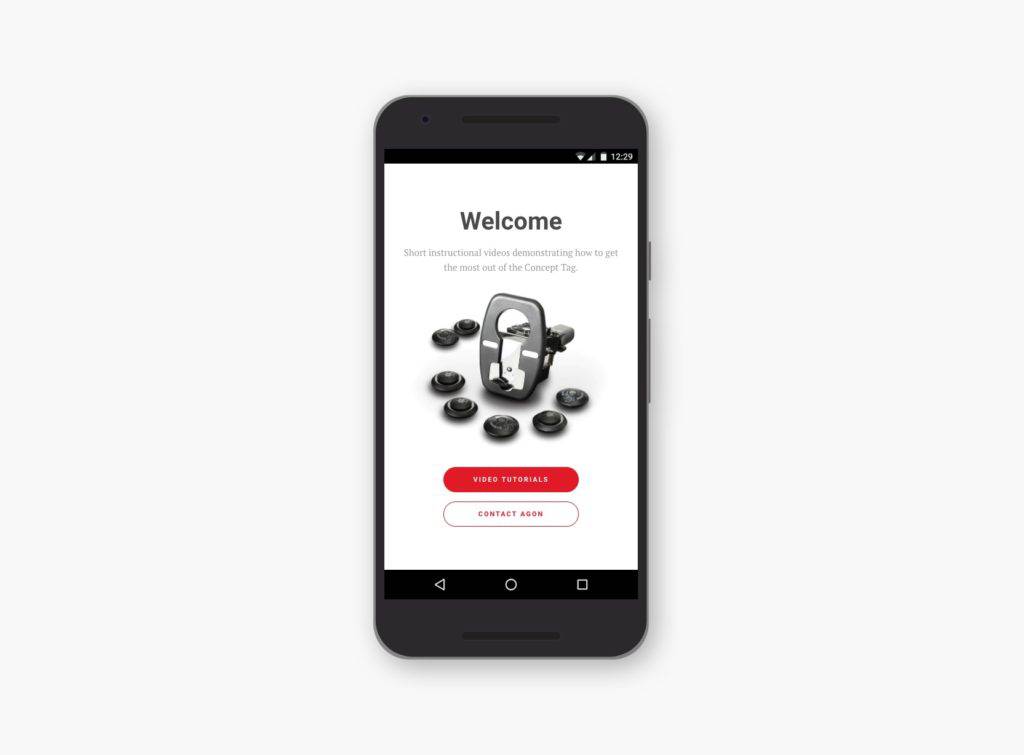 12:29
Welcome
Short instructional videos demonstrating how to get
the most out of the Concept Tag.
VIDEO TUTORIALS
CONTACT AGON